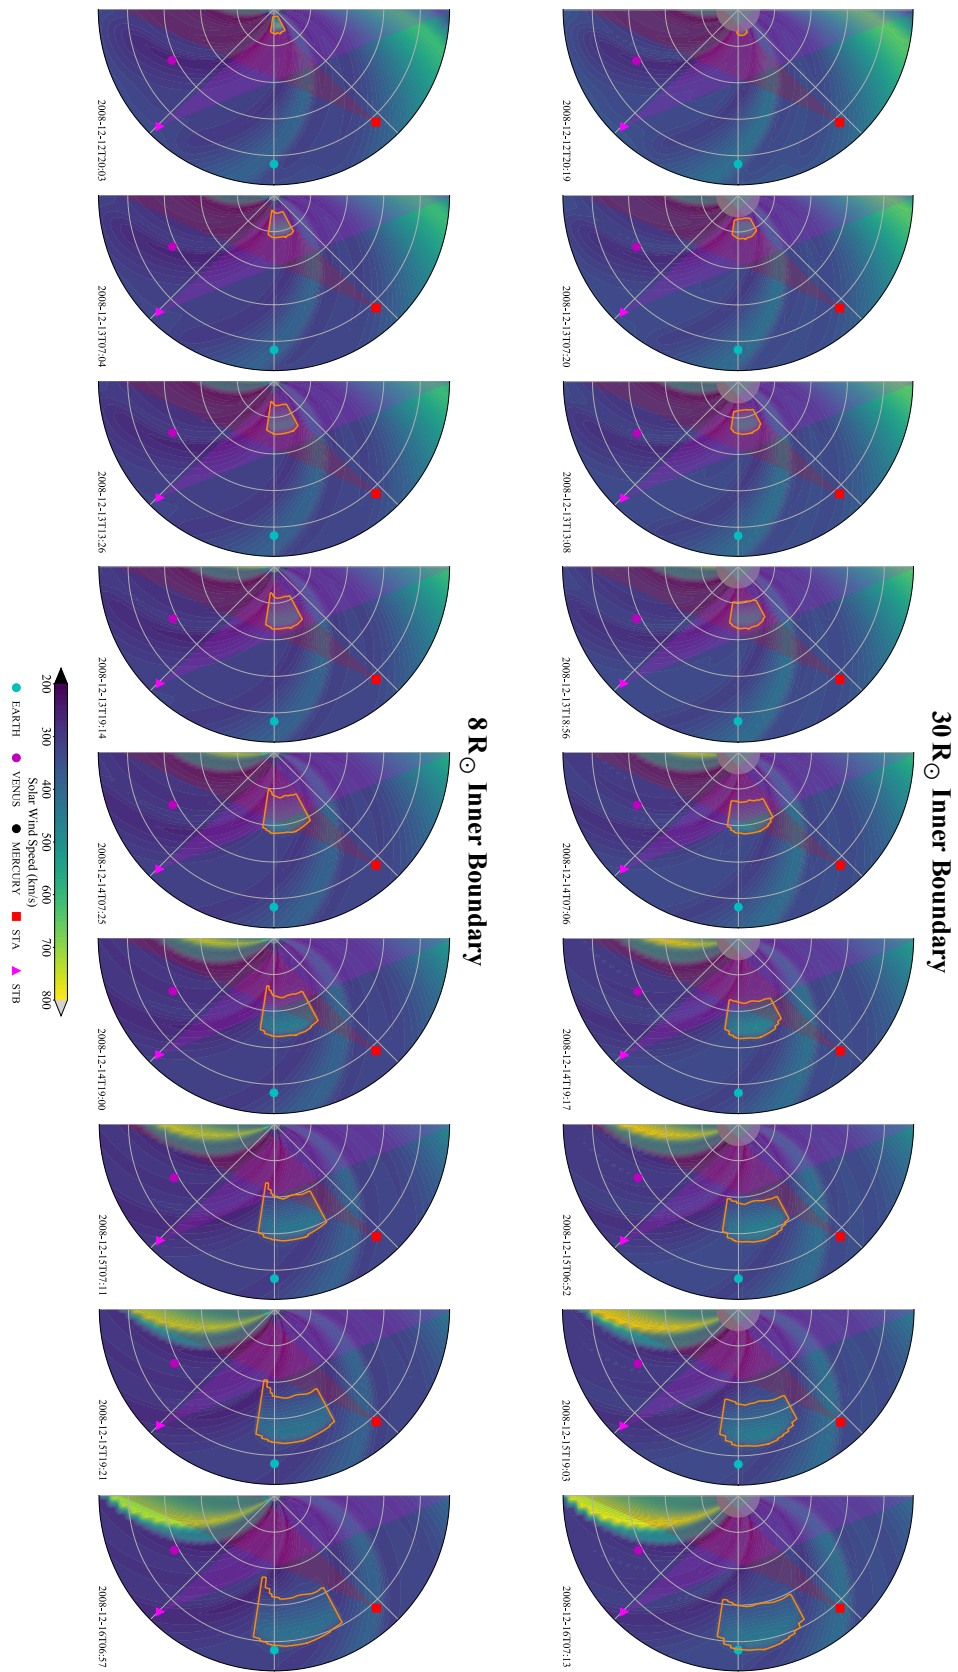 30 R☉ Inner Boundary
2008-12-12T20:19
2008-12-13T07:20
2008-12-13T13:08
2008-12-13T18:56
2008-12-14T07:06
2008-12-14T19:17
2008-12-15T06:52
2008-12-15T19:03
2008-12-16T07:13
8 R☉ Inner Boundary
2008-12-12T20:03
2008-12-13T07:04
2008-12-13T13:26
2008-12-13T19:14
2008-12-14T07:25
2008-12-14T19:00
2008-12-15T07:11
2008-12-15T19:21
2008-12-16T06:57
200 300 400 500 600 700 800
Solar Wind Speed (km/s)
EARTH VENUS MERCURY STA STB